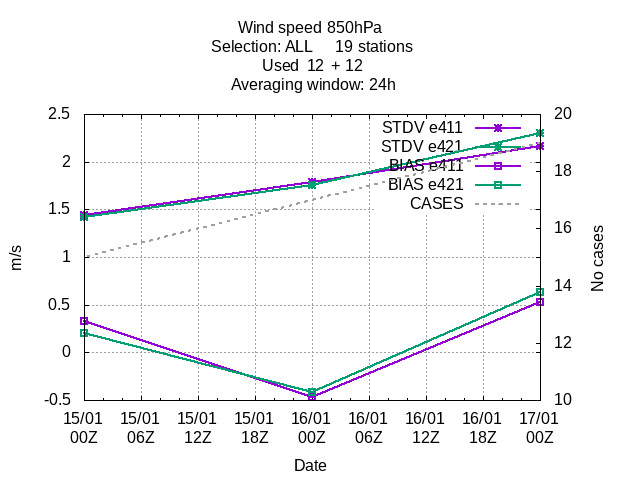 Wind speed 850hPa
Selection: ALL 19 stations
Used 12 + 12
Averaging window: 24h
2.5
2
1.5
1
0.5
0
-0.5
m/s
20
18
16
14
12
10
No cases
STDV e411
STDV e421
BIAS e411
BIAS e421
CASES
15/01 15/01 15/01 15/01 16/01 16/01 16/01 16/01 17/01
00Z 06Z 12Z 18Z 00Z 06Z 12Z 18Z 00Z
Date